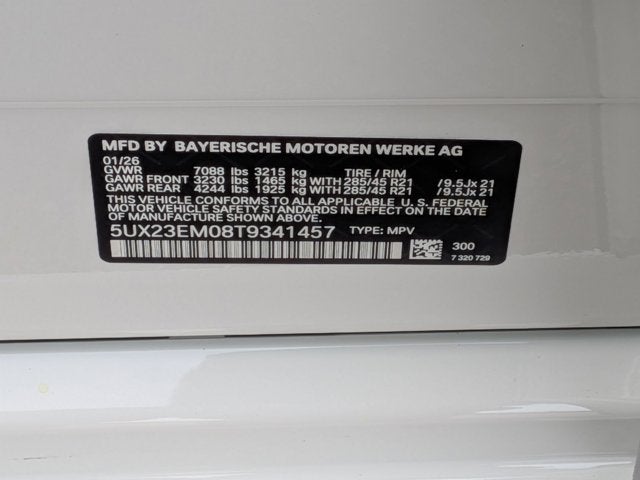 MFD BY BAYERISCHE MOTOREN WERKE AG
01/26
GVWR 7088 lbs 3215 kg TIRE / RIM
GAWR FRONT 3230 lbs 1465 kg WITH 285/45 R21 / 9.5Jx 21
GAWR REAR 4244 lbs 1925 kg WITH 285/45 R21 / 9.5Jx 21
THIS VEHICLE CONFORMS TO ALL APPLICABLE U.S. FEDERAL
MOTOR VEHICLE SAFETY STANDARDS IN EFFECT ON THE DATE
OF MANUFACTURE SHOWN ABOVE.
5UX23EM08T9341457 TYPE: MPV
300
7 320 729